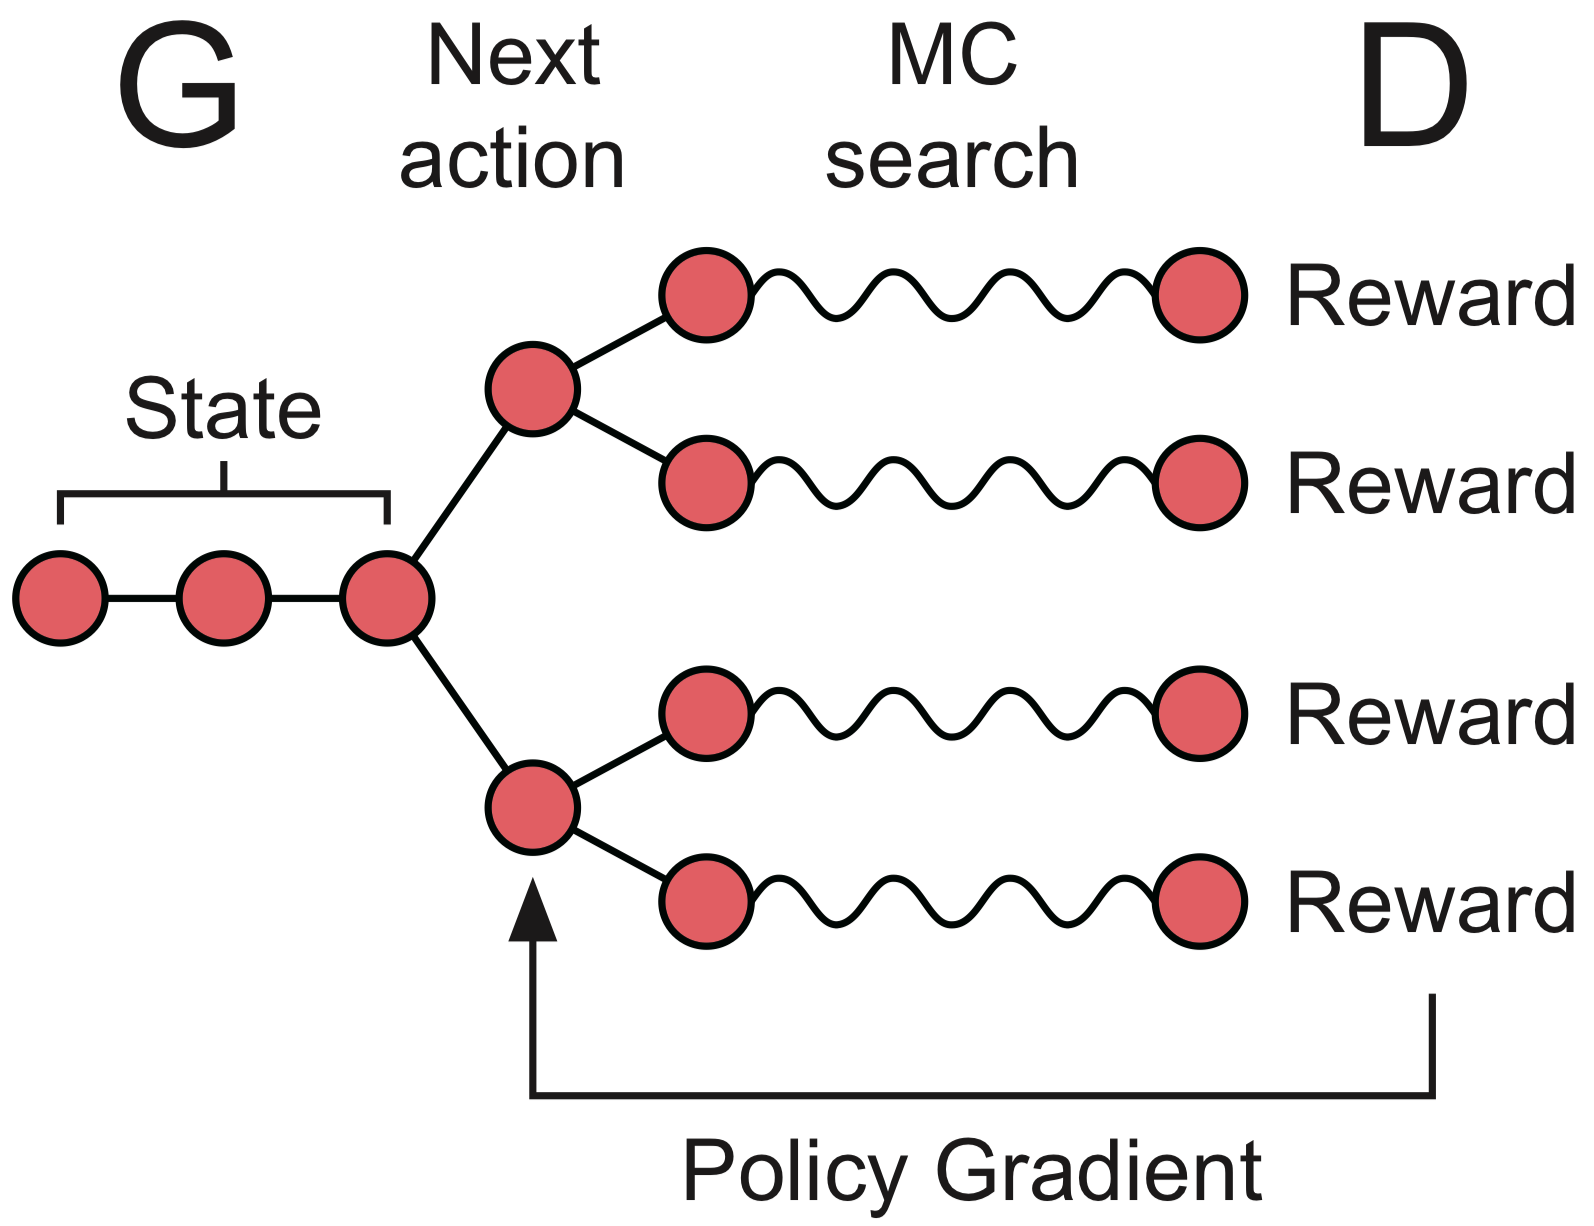 G
Next
action
MC
search
D
State
Reward
Reward
Reward
Reward
Policy Gradient